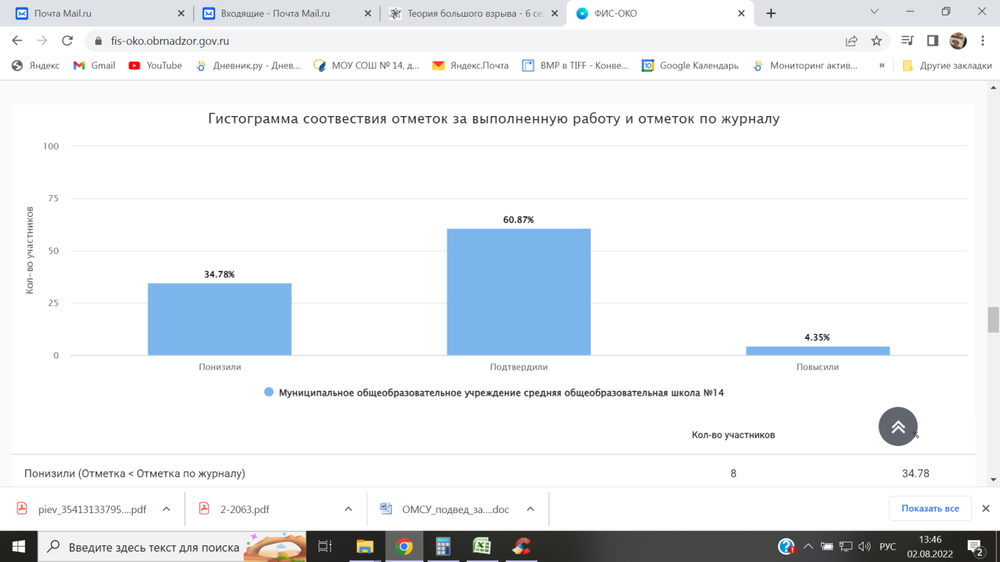 Почта Mail.ru
Входящие - Почта Mail.ru
Теория большого взрыва - 6 се
ФИС-ОКО
fis-oko.obrnadzor.gov.ru
Яндекс
Gmail
YouTube
Дневник.ру - Днев...
МОУ СОШ № 14, д...
Яндекс.Почта
BMP в TIFF - Конве...
10
Google Календарь
Мониторинг актив...
»
Другие закладки
Гистограмма соотвествия отметок за выполненную работу и отметок по журналу
Кол-во участников
100
75
50
25
0
34.78%
60.87%
4.35%
Понизили
Подтвердили
Повысили
Муниципальное общеобразовательное учреждение средняя общеобразовательная школа №14
Кол-во участников
%
Понизили (Отметка < Отметка по журналу)
8
34.78
piev_35413133795....pdf
2-2063.pdf
ОМСУ_подвед_за....doc
Показать все
Введите здесь текст для поиска
РУС
13:46
02.08.2022
2